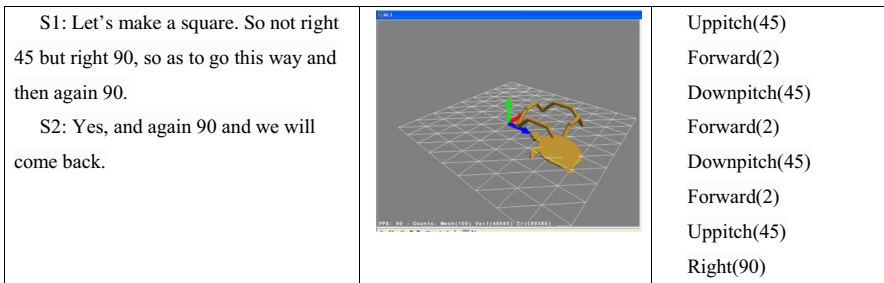 S1: Let’s make a square. So not right
45 but right 90, so as to go this way and
then again 90.
S2: Yes, and again 90 and we will
come back.
Uppitch(45)
Forward(2)
Downpitch(45)
Forward(2)
Downpitch(45)
Forward(2)
Uppitch(45)
Right(90)